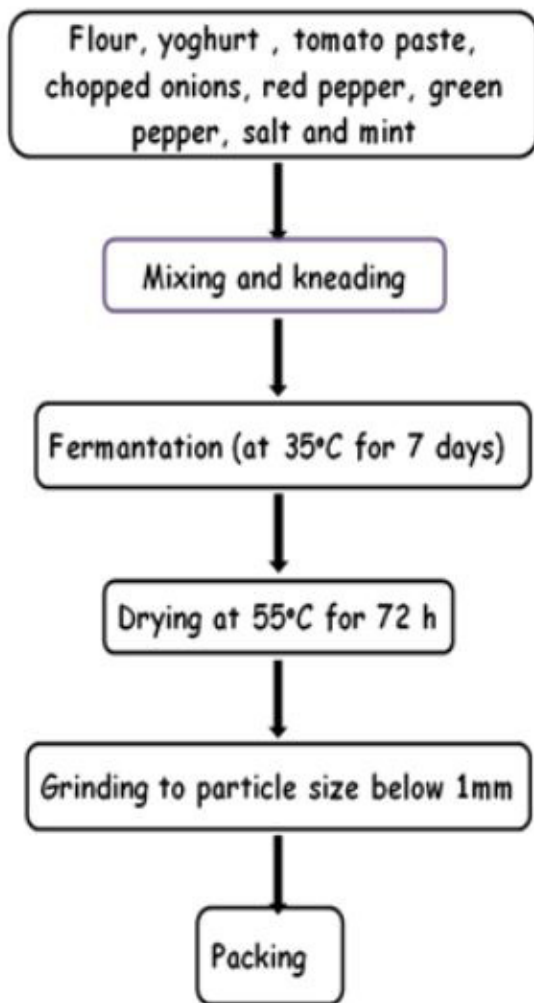 Flour, yoghurt , tomato paste,
chopped onions, red pepper, green
pepper, salt and mint
Mixing and kneading
Fermantation (at 35°C for 7 days)
Drying at 55°C for 72 h
Grinding to particle size below 1mm
Packing